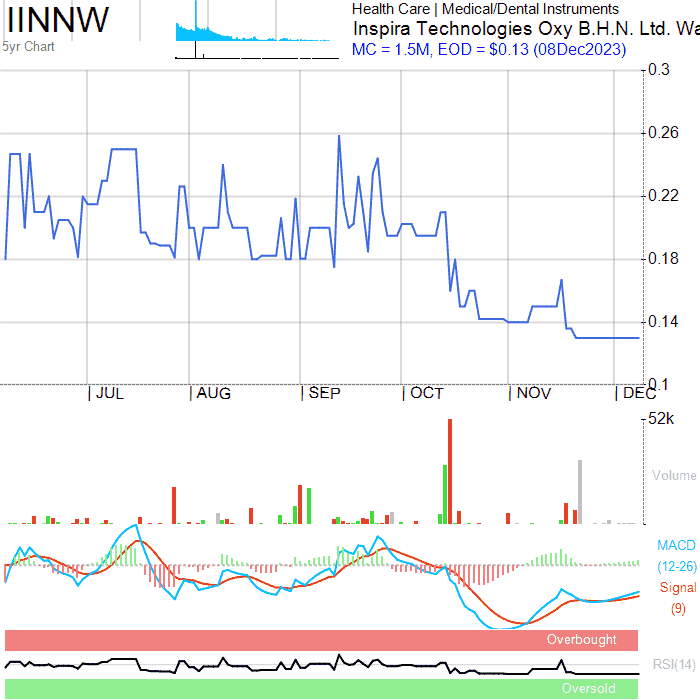 IINNW
5yr Chart
Health Care | Medical/Dental Instruments
Inspira Technologies Oxy B.H.N. Ltd. Wa
MC = 1.5M, EOD = $0.13 (08Dec2023)
0.3
0.26
0.22
0.18
0.14
0.1
JUL AUG SEP OCT NOV DEC
52k
Volume
MACD
(12-26)
Signal
(9)
Overbought
RSI(14)
Oversold